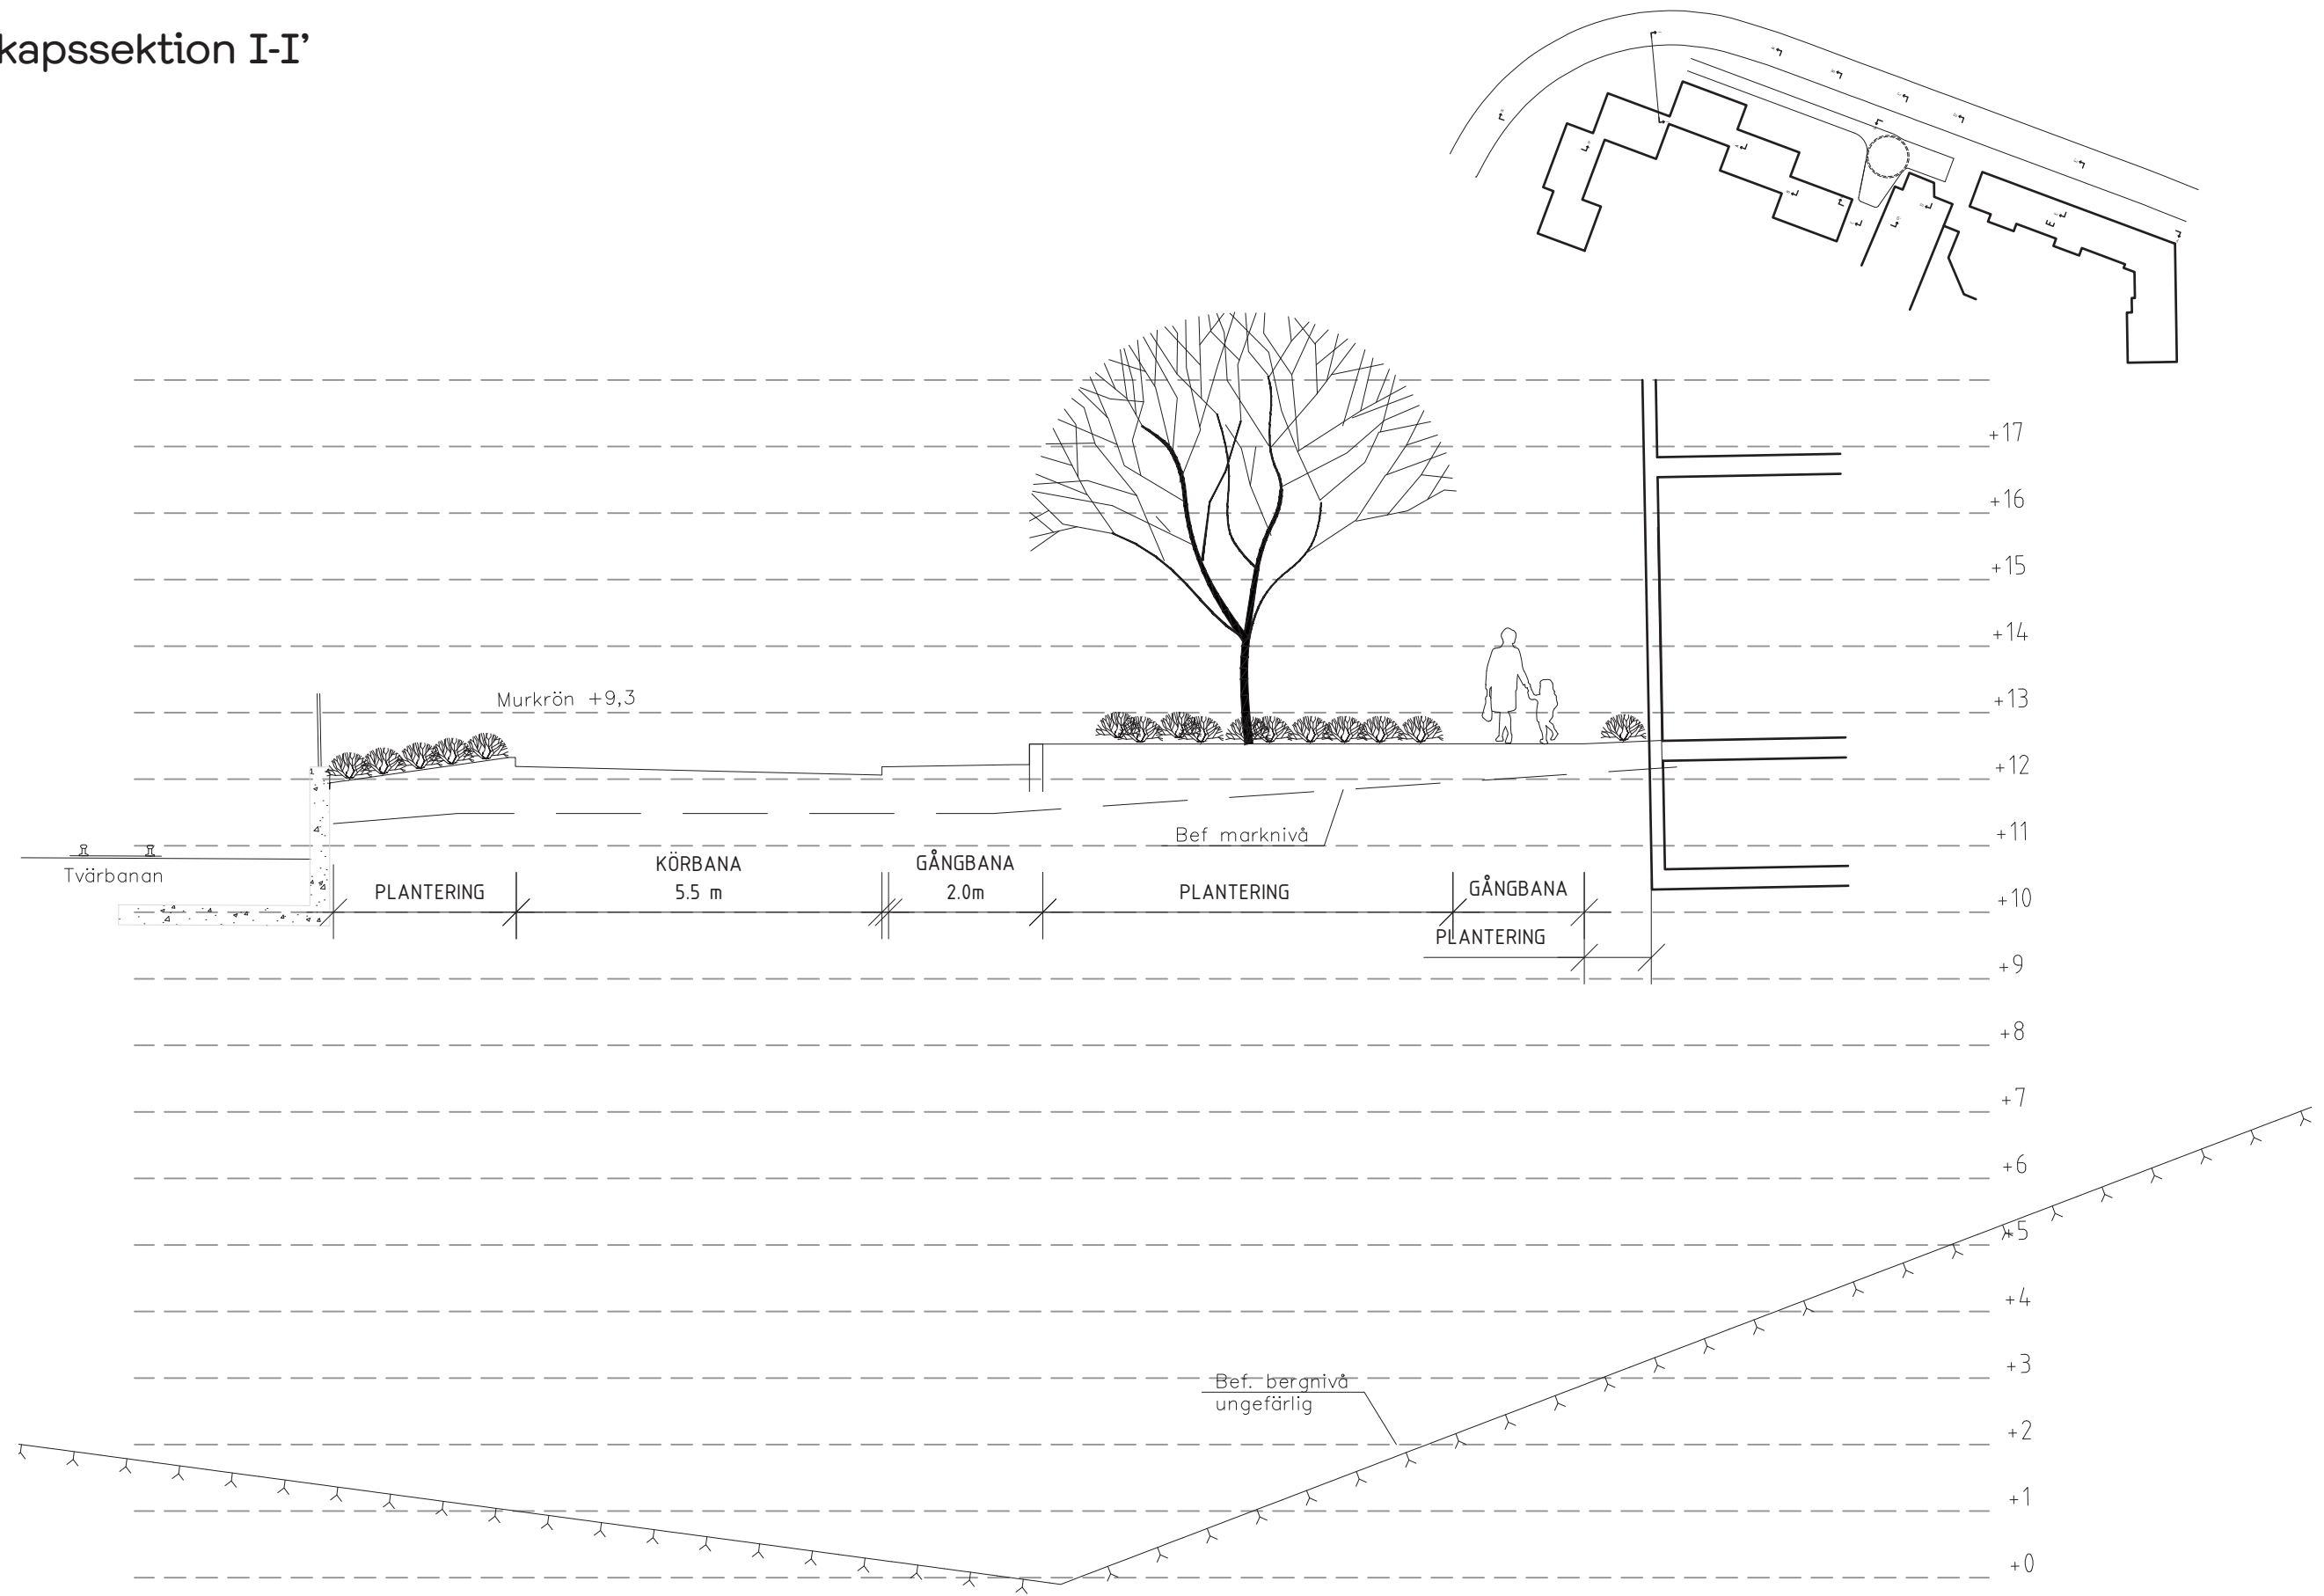 kapssektion I-I’
+17
+16
+15
+14
Murkrön +9,3
+13
+12
Bef marknivå
+11
Tvärbanan
PLANTERING
KÖRBANA
5.5 m
GÅNGBANA
2.0m
PLANTERING
GÅNGBANA
+10
PLANTERING
+9
+8
+7
+6
+5
+4
+3
Bef. bergnivå
ungefärlig
+2
+1
+0